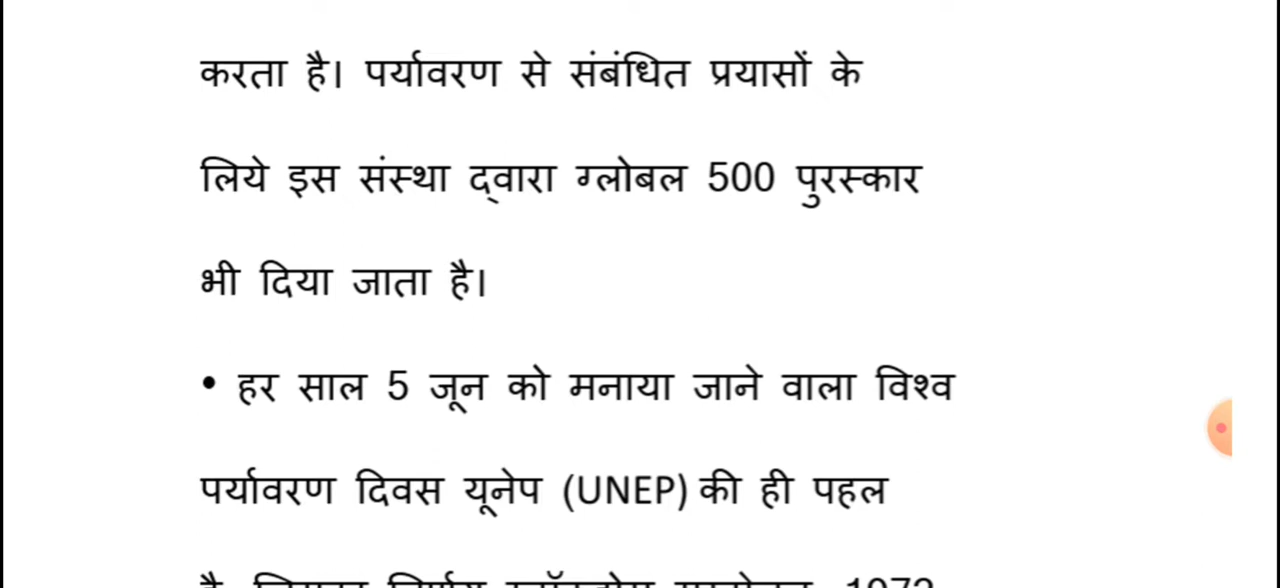 करता है। पर्यावरण से संबंधित प्रयासों के
लिये इस संस्था द्वारा ग्लोबल 500 पुरस्कार
भी दिया जाता है।
• हर साल 5 जून को मनाया जाने वाला विश्व
पर्यावरण दिवस यूनेप (UNEP) की ही पहल